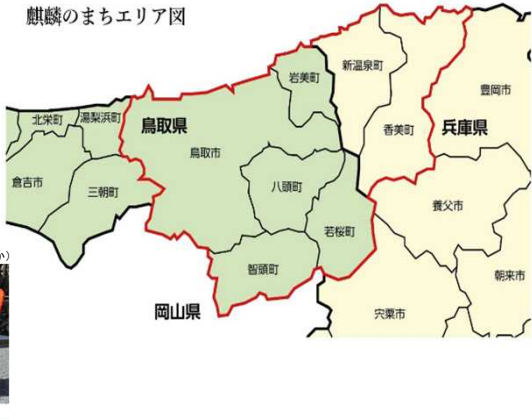 麒麟のまちエリア図
岩美町
新温泉町
豊岡市
北栄町
湯梨浜町
鳥取県
香美町
兵庫県
鳥取市
倉吉市
三朝町
八頭町
養父市
若桜町
智頭町
朝来市
岡山県
宍粟市